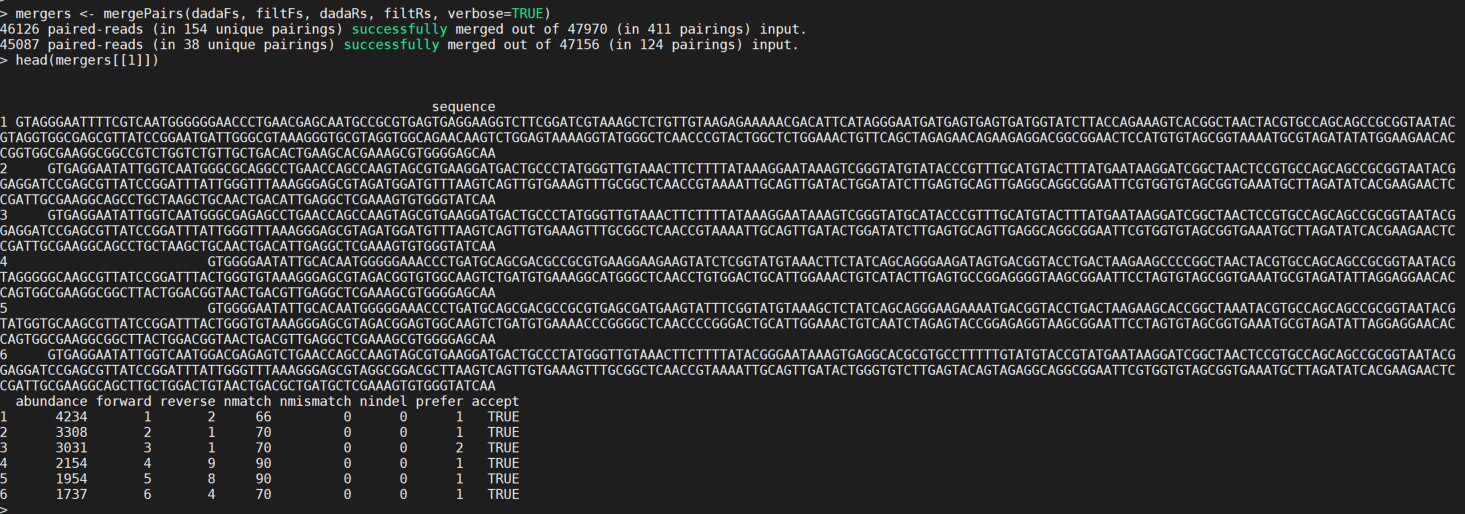 > mergers <- mergePairs(dadaFs, filtFs, dadaRs, filtRs, verbose=TRUE)
46126 paired-reads (in 154 unique pairings) successfully merged out of 47970 (in 411 pairings) input.
45087 paired-reads (in 38 unique pairings) successfully merged out of 47156 (in 124 pairings) input.
> head(mergers[[1]])
sequence
1 GTAGGGAATTTTCGTCAATGGGGGGAACCCTGAACGAGCAATGCCGCGTGAGTGAGGAAGGTCTTCGGATCGTAAAGCTCTGTTGTAAGAGAAAAACGACATTCATAGGGAATGATGAGTGAGTGATGGTATCTTACCAGAAAGTCACGGCTAACTACGTGCCAGCAGCCGCGGTAATAC
GTAGGTGGCGAGCGTTATCCGGAATGATTGGGCGTAAAGGGTGCGTAGGTGGCAGAACAAGTCTGGAGTAAAAGGTATGGGCTCAACCCGTACTGGCTCTGGAAACTGTTCAGCTAGAGAACAGAAGAGGACGGCGGAACTCCATGTGTAGCGGTAAAATGCGTAGATATATGGAAGAACAC
CGGTGGCGAAGGCGGCCGTCTGGTCTGTTGCTGACACTGAAGCACGAAAGCGTGGGGAGCAA
2 GTGAGGAATATTGGTCAATGGGCGCAGGCCTGAACCAGCCAAGTAGCGTGAAGGATGACTGCCCTATGGGTTGTAAACTTCTTTTATAAAGGAATAAAGTCGGGTATGTATACCCGTTTGCATGTACTTTATGAATAAGGATCGGCTAACTCCGTGCCAGCAGCCGCGGTAATACG
GAGGATCCGAGCGTTATCCGGATTTATTGGGTTTAAAGGGAGCGTAGATGGATGTTTAAGTCAGTTGTGAAAGTTTGCGGCTCAACCGTAAAATTGCAGTTGATACTGGATATCTTGAGTGCAGTTGAGGCAGGCGGAATTCGTGGTGTAGCGGTGAAATGCTTAGATATCACGAAGAACTC
CGATTGCGAAGGCAGCCTGCTAAGCTGCAACTGACATTGAGGCTCGAAAGTGTGGGTATCAA
3 GTGAGGAATATTGGTCAATGGGCGAGAGCCTGAACCAGCCAAGTAGCGTGAAGGATGACTGCCCTATGGGTTGTAAACTTCTTTTATAAAGGAATAAAGTCGGGTATGCATACCCGTTTGCATGTACTTTATGAATAAGGATCGGCTAACTCCGTGCCAGCAGCCGCGGTAATACG
GAGGATCCGAGCGTTATCCGGATTTATTGGGTTTAAAGGGAGCGTAGATGGATGTTTAAGTCAGTTGTGAAAGTTTGCGGCTCAACCGTAAAATTGCAGTTGATACTGGATATCTTGAGTGCAGTTGAGGCAGGCGGAATTCGTGGTGTAGCGGTGAAATGCTTAGATATCACGAAGAACTC
CGATTGCGAAGGCAGCCTGCTAAGCTGCAACTGACATTGAGGCTCGAAAGTGTGGGTATCAA
4 GTGGGGAATATTGCACAATGGGGGAAACCCTGATGCAGCGACGCCGCGTGAAGGAAGAAGTATCTCGGTATGTAAACTTCTATCAGCAGGGAAGATAGTGACGGTACCTGACTAAGAAGCCCCGGCTAACTACGTGCCAGCAGCCGCGGTAATACG
TAGGGGGCAAGCGTTATCCGGATTTACTGGGTGTAAAGGGAGCGTAGACGGTGTGGCAAGTCTGATGTGAAAGGCATGGGCTCAACCTGTGGACTGCATTGGAAACTGTCATACTTGAGTGCCGGAGGGGTAAGCGGAATTCCTAGTGTAGCGGTGAAATGCGTAGATATTAGGAGGAACAC
CAGTGGCGAAGGCGGCTTACTGGACGGTAACTGACGTTGAGGCTCGAAAGCGTGGGGAGCAA
5 GTGGGGAATATTGCACAATGGGGGAAACCCTGATGCAGCGACGCCGCGTGAGCGATGAAGTATTTCGGTATGTAAAGCTCTATCAGCAGGGAAGAAAATGACGGTACCTGACTAAGAAGCACCGGCTAAATACGTGCCAGCAGCCGCGGTAATACG
TATGGTGCAAGCGTTATCCGGATTTACTGGGTGTAAAGGGAGCGTAGACGGAGTGGCAAGTCTGATGTGAAAACCCGGGGCTCAACCCCGGGACTGCATTGGAAACTGTCAATCTAGAGTACCGGAGAGGTAAGCGGAATTCCTAGTGTAGCGGTGAAATGCGTAGATATTAGGAGGAACAC
CAGTGGCGAAGGCGGCTTACTGGACGGTAACTGACGTTGAGGCTCGAAAGCGTGGGGAGCAA
6 GTGAGGAATATTGGTCAATGGACGAGAGTCTGAACCAGCCAAGTAGCGTGAAGGATGACTGCCCTATGGGTTGTAAACTTCTTTTATACGGGAATAAAGTGAGGCACGCGTGCCTTTTTGTATGTACCGTATGAATAAGGATCGGCTAACTCCGTGCCAGCAGCCGCGGTAATACG
GAGGATCCGAGCGTTATCCGGATTTATTGGGTTTAAAGGGAGCGTAGGCGGACGCTTAAGTCAGTTGTGAAAGTTTGCGGCTCAACCGTAAAATTGCAGTTGATACTGGGTGTCTTGAGTACAGTAGAGGCAGGCGGAATTCGTGGTGTAGCGGTGAAATGCTTAGATATCACGAAGAACTC
CGATTGCGAAGGCAGCTTGCTGGACTGTAACTGACGCTGATGCTCGAAAGTGTGGGTATCAA
abundance forward reverse nmatch nmismatch nindel prefer accept
1 4234 1 2 66 0 0 1 TRUE
2 3308 2 1 70 0 0 1 TRUE
3 3031 3 1 70 0 0 2 TRUE
4 2154 4 9 90 0 0 1 TRUE
5 1954 5 8 90 0 0 1 TRUE
6 1737 6 4 70 0 0 1 TRUE
>